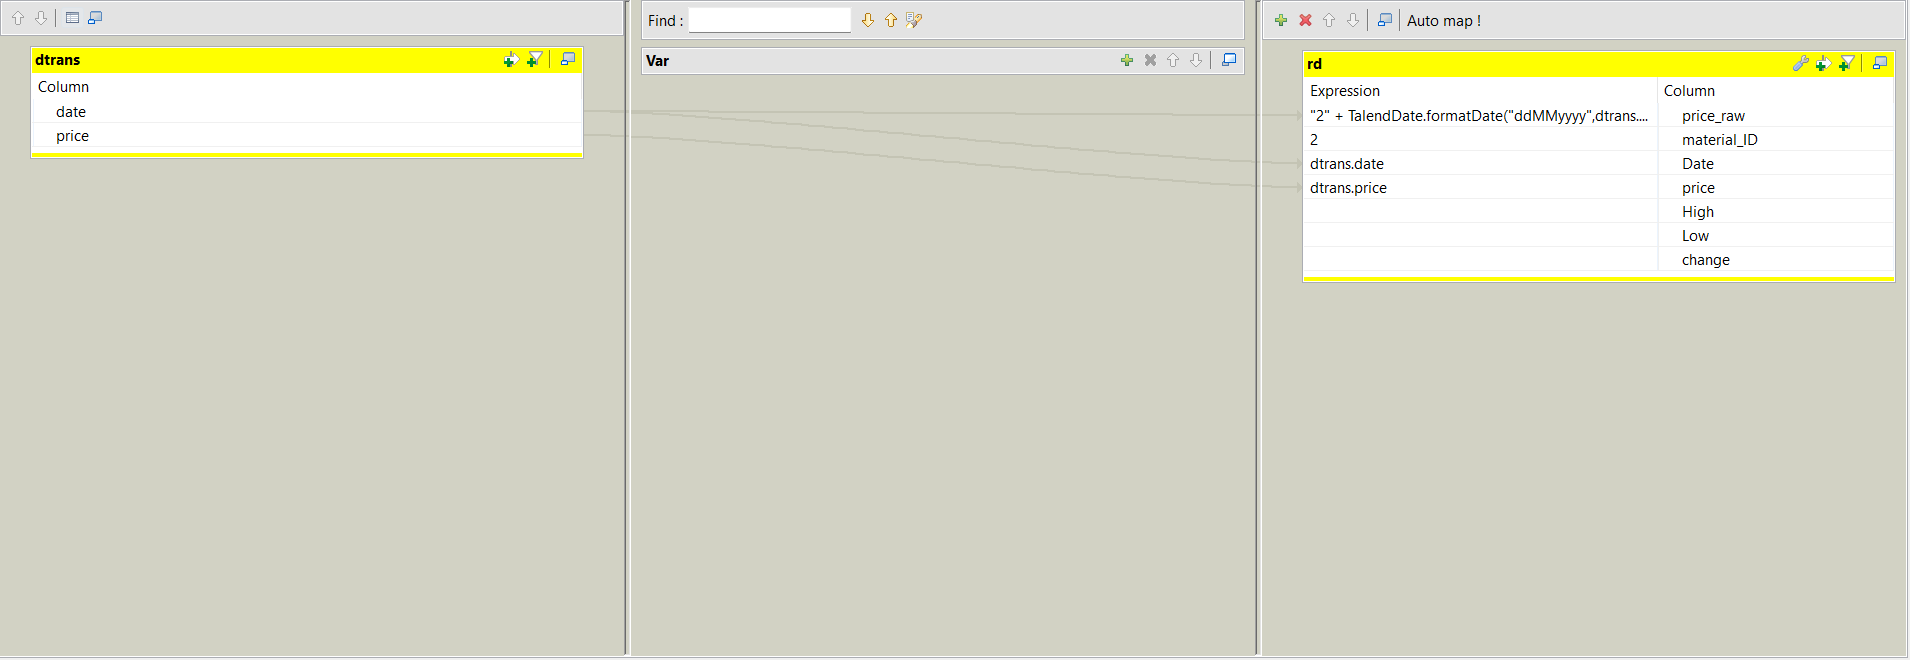 dtrans
Column
date
price
Find :
Var
Auto map !
rd
Expression Column
"2" + TalendDate.formatDate("ddMMyyyy",dtrans.... price_raw
2 material_ID
dtrans.date Date
dtrans.price price
High
Low
change